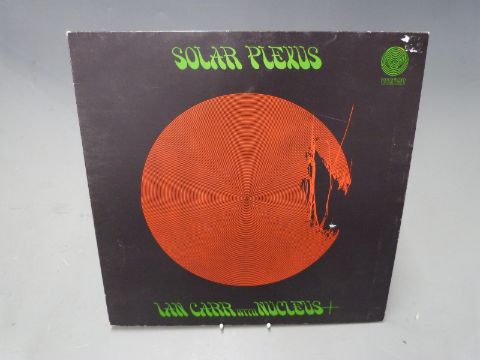 SOLAR PLEXUS
IAN CARR WITH NUCLEUS+